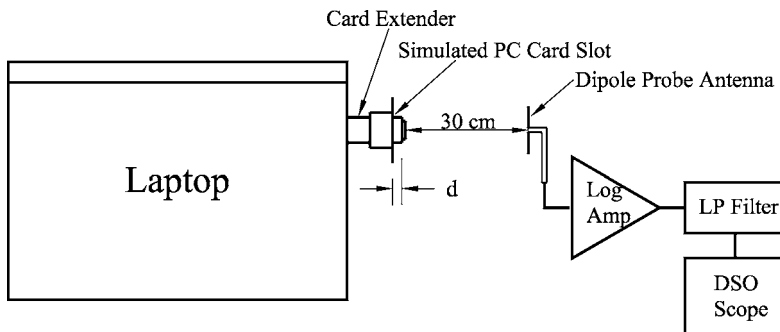 Card Extender
Simulated PC Card Slot
Dipole Probe Antenna
30 cm
Laptop
d
Log
Amp
LP Filter
DSO
Scope